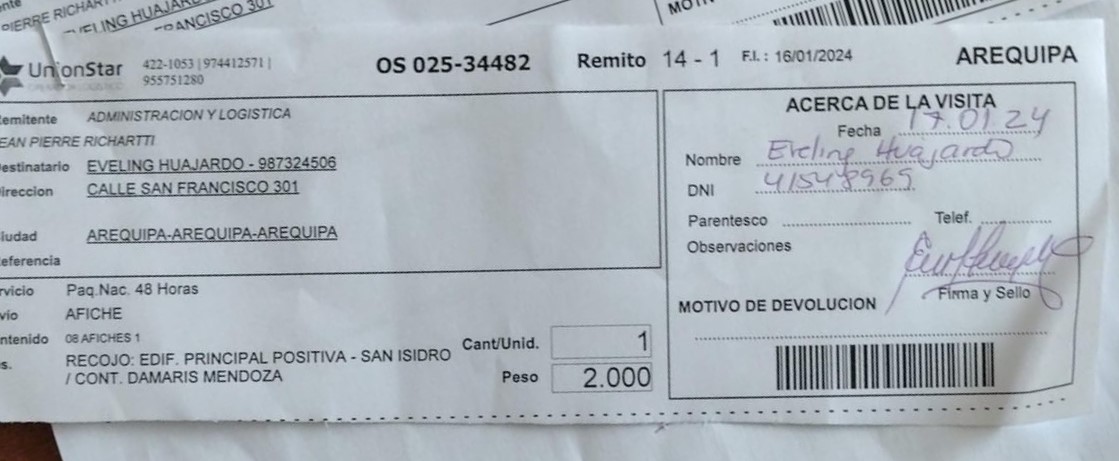 PIERRE RICHARTT
EVELING HUAJARDO
FRANCISCO 301
UnionStar
422-1053 | 974412571 |
955751280
OS 025-34482
Remito 14 - 1
F.I. : 16/01/2024
AREQUIPA
emitente ADMINISTRACION Y LOGISTICA
EAN PIERRE RICHARTTI
estinatario EVELING HUAJARDO - 987324506
ireccion CALLE SAN FRANCISCO 301
iudad AREQUIPA-AREQUIPA-AREQUIPA
eferencia
rvicio Paq.Nac. 48 Horas
vío AFICHE
ntenido 08 AFICHES 1
s. RECOJO: EDIF. PRINCIPAL POSITIVA - SAN ISIDRO
/ CONT. DAMARIS MENDOZA
Cant/Unid. 1
Peso 2.000
ACERCA DE LA VISITA
Fecha 17.01.24
Nombre Eveling Huajardo
DNI 41548965
Parentesco Telef.
Observaciones
Firma y Sello
MOTIVO DE DEVOLUCION